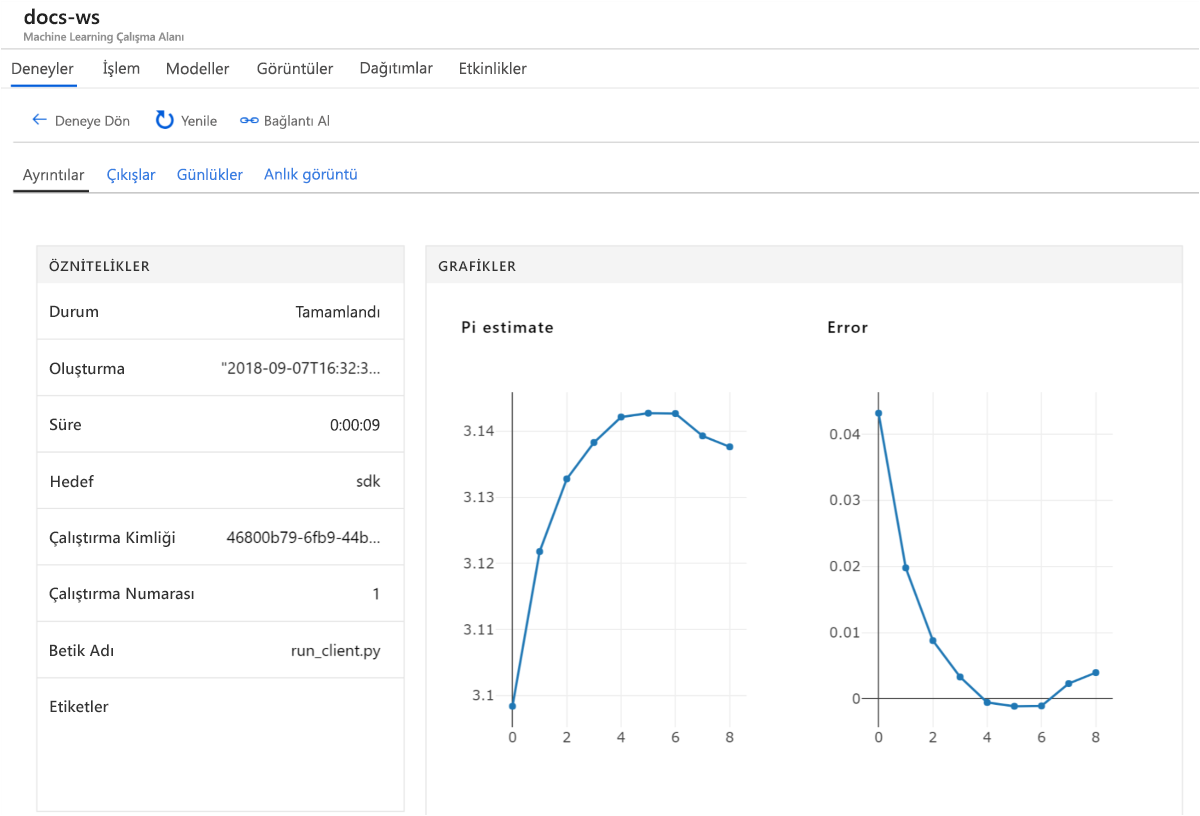 docs-ws
Machine Learning Çalışma Alanı
Deneyler İşlem Modeller Görüntüler Dağıtımlar Etkinlikler
Deneye Dön Yenile Bağlantı Al
Ayrıntılar Çıkışlar Günlükler Anlık görüntü
ÖZNİTELİKLER
Durum Tamamlandı
Oluşturma "2018-09-07T16:32:3...
Süre 0:00:09
Hedef sdk
Çalıştırma Kimliği 46800b79-6fb9-44b...
Çalıştırma Numarası 1
Betik Adı run_client.py
Etiketler
GRAFİKLER
Pi estimate
3.14
3.13
3.12
3.11
3.1
0 2 4 6 8
Error
0.04
0.03
0.02
0.01
0
0 2 4 6 8